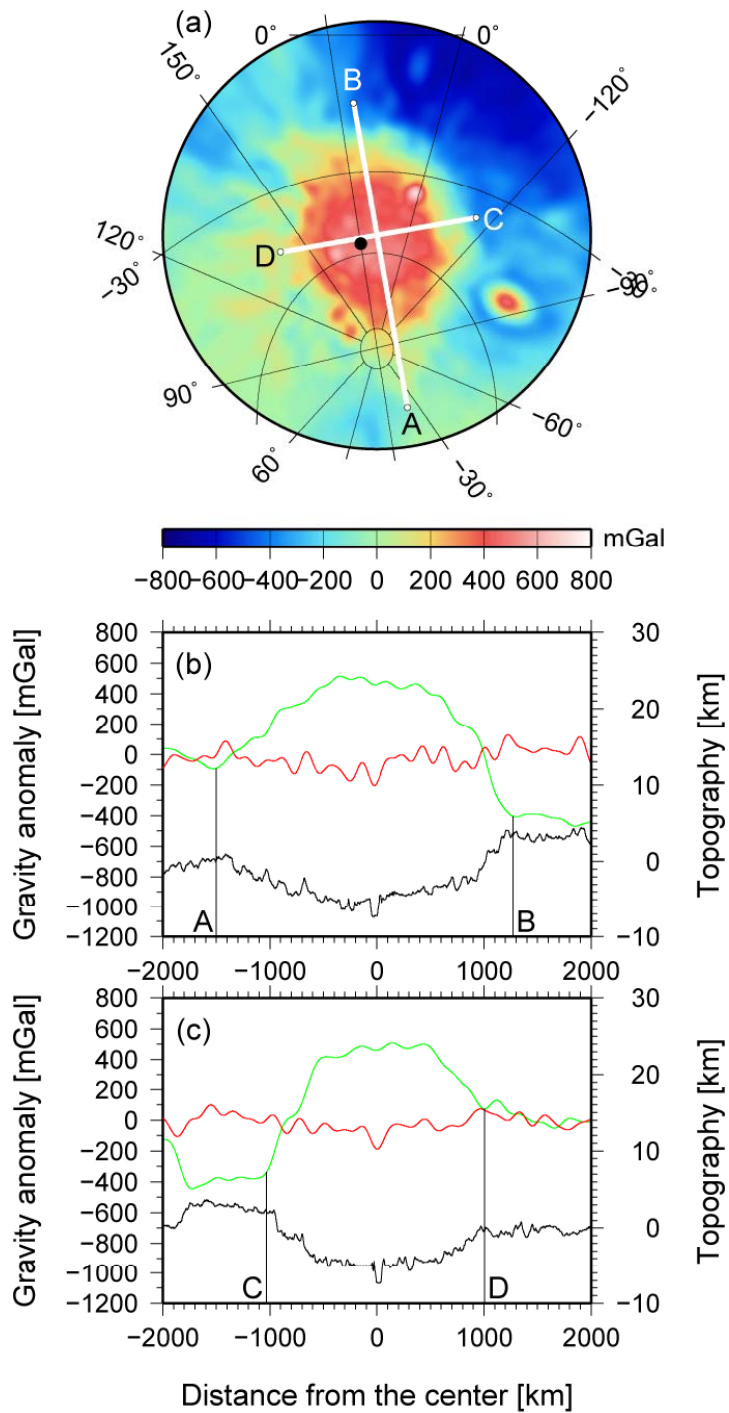 (a)
0° 0°
150° B −120°
C
120° D
−30° −30° −90°
90° A −60°
60° −30°
mGal
−800 −600 −400 −200 0 200 400 600 800
Gravity anomaly [mGal]
800
600
400
200
0
−200
−400
−600
−800
−1000
−1200
(b)
A B
30
20
10
0
−10
Topography [km]
−2000 −1000 0 1000 2000
Gravity anomaly [mGal]
800
600
400
200
0
−200
−400
−600
−800
−1000
−1200
(c)
C D
30
20
10
0
−10
Topography [km]
−2000 −1000 0 1000 2000
Distance from the center [km]